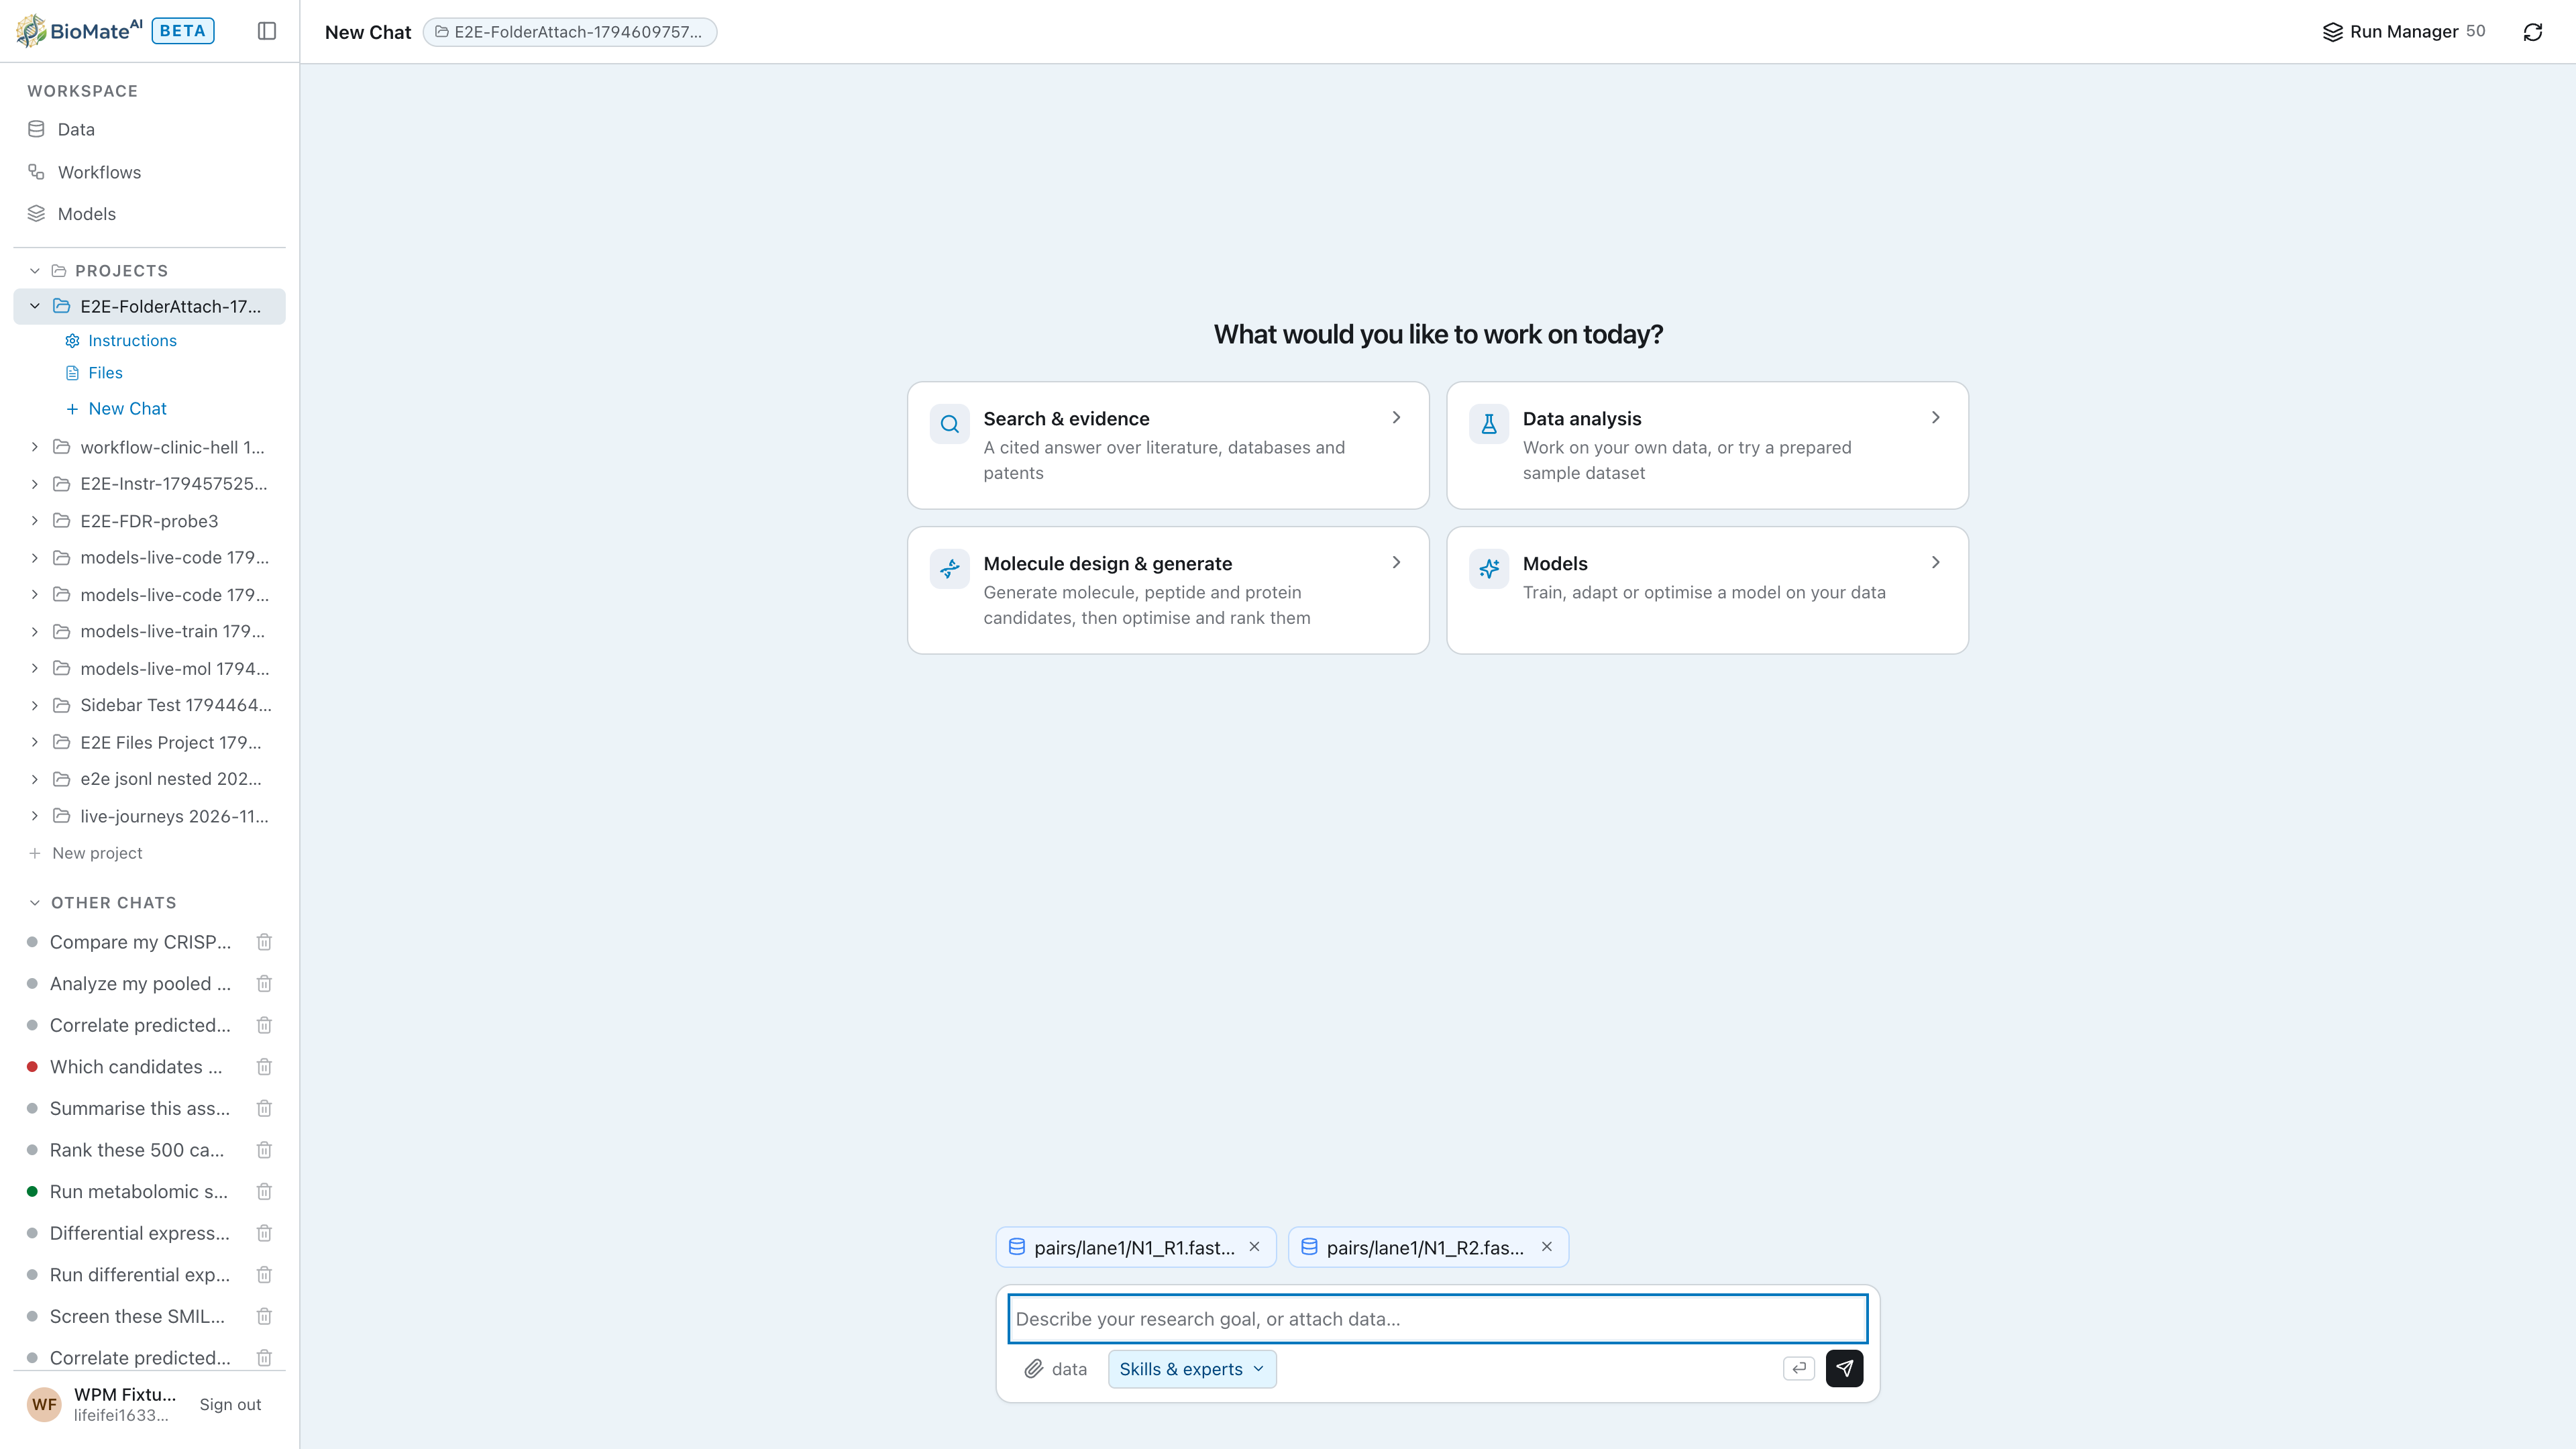 BioMate AI BETA
WORKSPACE
Data
Workflows
Models
PROJECTS
E2E-FolderAttach-17...
Instructions
Files
New Chat
workflow-clinic-hell 1...
E2E-Instr-179457525...
E2E-FDR-probe3
models-live-code 179...
models-live-code 179...
models-live-train 179...
models-live-mol 1794...
Sidebar Test 1794464...
E2E Files Project 179...
e2e jsonl nested 202...
live-journeys 2026-11...
New project
OTHER CHATS
Compare my CRISP...
Analyze my pooled ...
Correlate predicted...
Which candidates ...
Summarise this ass...
Rank these 500 ca...
Run metabolomic s...
Differential express...
Run differential exp...
Screen these SMIL...
Correlate predicted...
WF
WPM Fixtu...
lifeifei1633...
Sign out
New Chat
E2E-FolderAttach-1794609757...
Run Manager 50
What would you like to work on today?
Search & evidence
A cited answer over literature, databases and
patents
Data analysis
Work on your own data, or try a prepared
sample dataset
Molecule design & generate
Generate molecule, peptide and protein
candidates, then optimise and rank them
Models
Train, adapt or optimise a model on your data
pairs/lane1/N1_R1.fast...
pairs/lane1/N1_R2.fas...
Describe your research goal, or attach data...
data
Skills & experts